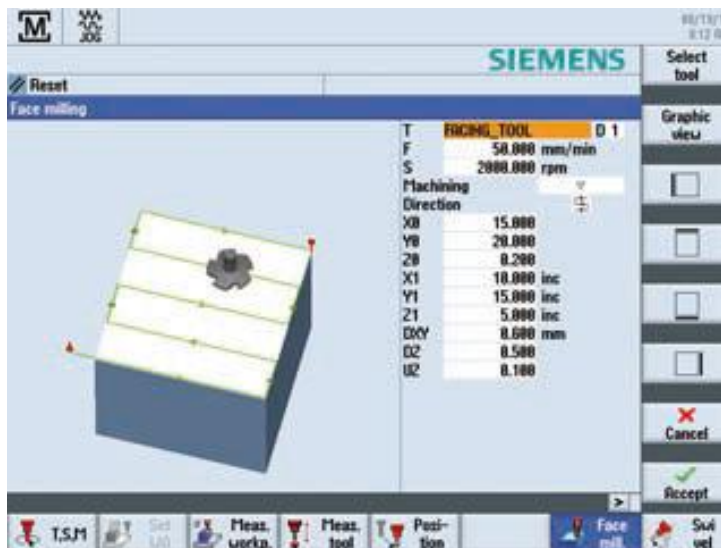 M
JOG
SIEMENS
Reset
Face milling
T FACING_TOOL D 1
F 50.000 mm/min
S 2000.000 rpm
Machining
Direction
X0 15.000
Y0 20.000
Z0 0.200
X1 10.000 inc
Y1 15.000 inc
Z1 5.000 inc
DXY 0.600 mm
DZ 0.500
UZ 0.100
Select
tool
Graphic
view
Cancel
Accept
>
T,S,M
Set
WO
Meas.
workp.
Meas.
tool
Posi-
tion
Face
mill.
Swi
vel